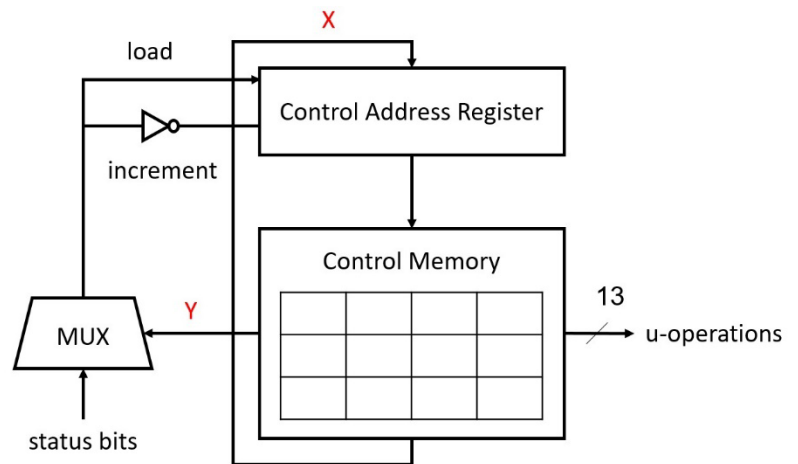 X
load
Control Address Register
increment
Control Memory
13
Y
MUX
u-operations
status bits